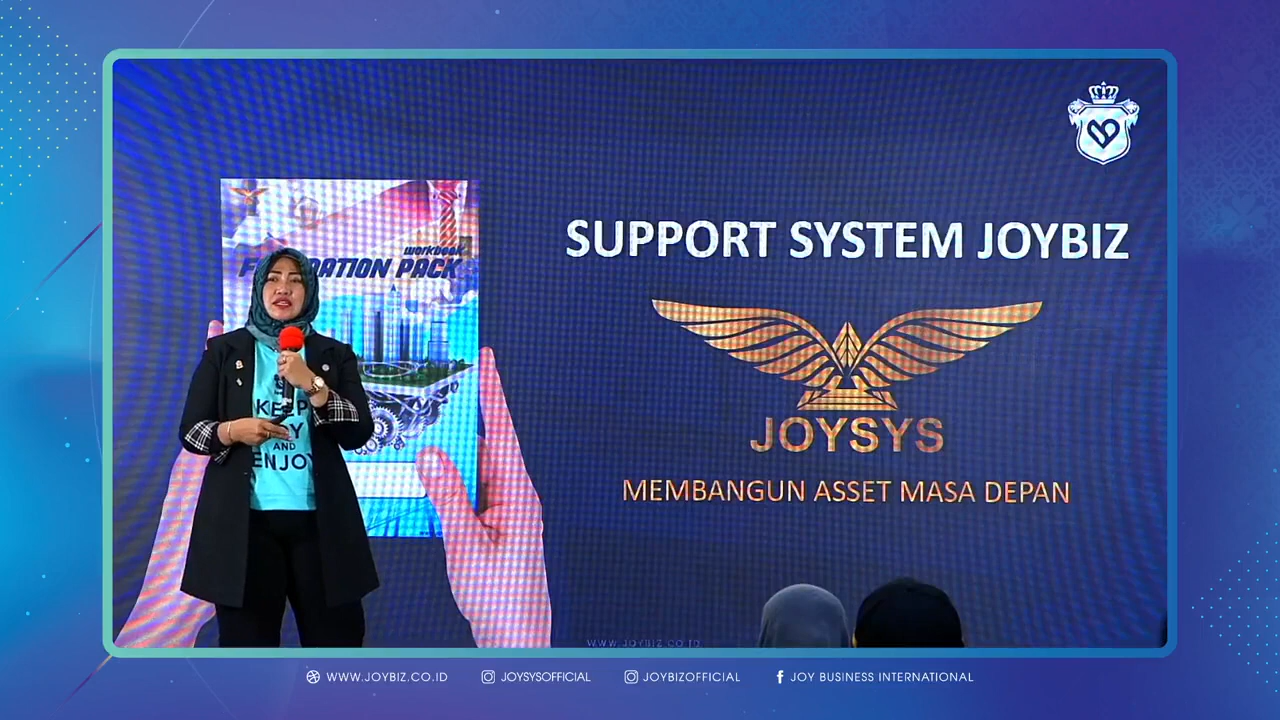 SUPPORT SYSTEM JOYBIZ
JOYSYS
MEMBANGUN ASSET MASA DEPAN
workbook
PACK
KEEP
AND
ENJOY
WWW.JOYBIZ.CO.ID
WWW.JOYBIZ.CO.ID JOYSYSOFFICIAL JOYBIZOFFICIAL JOY BUSINESS INTERNATIONAL